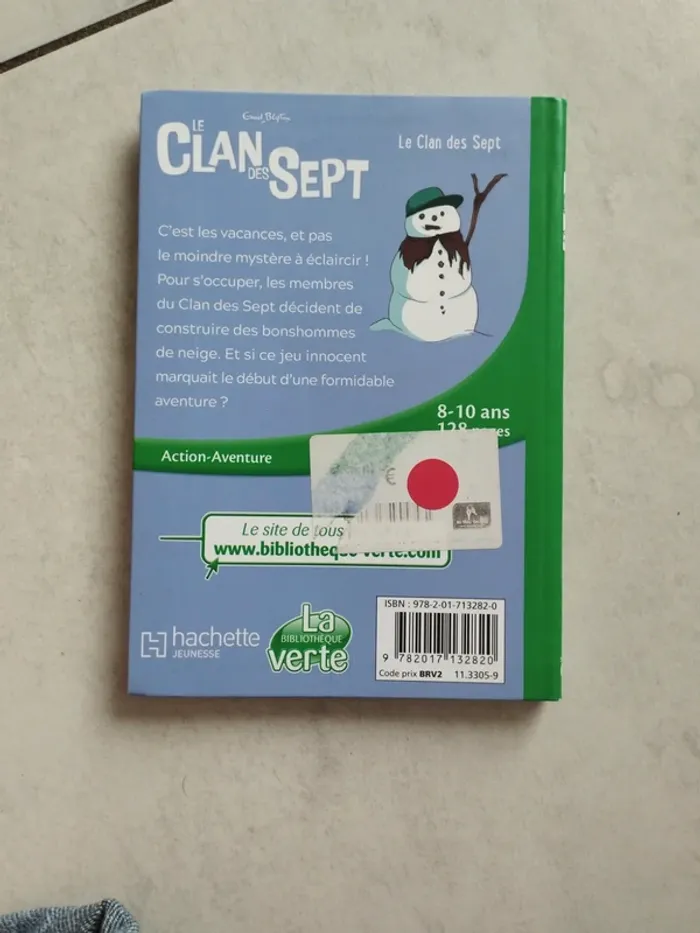 Enid Blyton
LE
CLAN
DES
SEPT
Le Clan des Sept
C'est les vacances, et pas
le moindre mystère à éclaircir !
Pour s'occuper, les membres
du Clan des Sept décident de
construire des bonshommes
de neige. Et si ce jeu innocent
marquait le début d'une formidable
aventure ?
8-10 ans
128 pages
Action-Aventure
€
Le site de tous
www.bibliotheque-verte.com
hachette
JEUNESSE
La
BIBLIOTHÈQUE
verte
ISBN : 978-2-01-713282-0
9 782017 132820
Code prix BRV2 11.3305-9